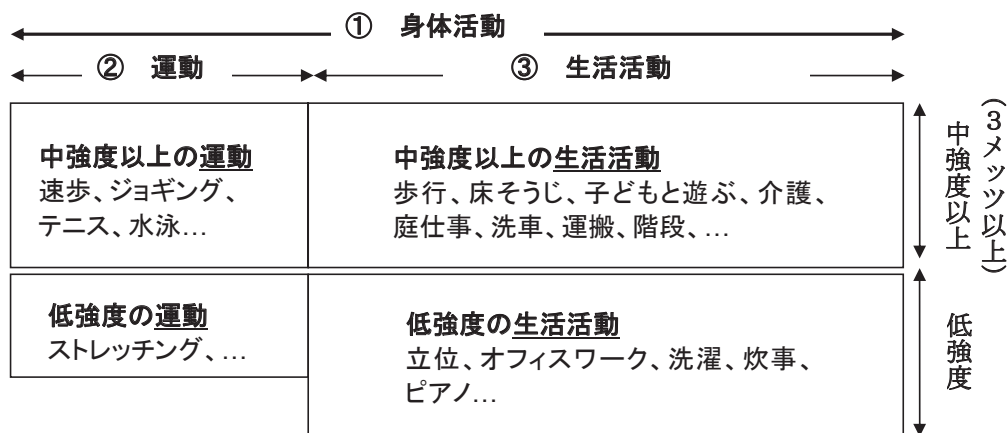 ① 身体活動
② 運動
③ 生活活動
中強度以上の運動
速歩、ジョギング、
テニス、水泳…
中強度以上の生活活動
歩行、床そうじ、子どもと遊ぶ、介護、
庭仕事、洗車、運搬、階段、…
(3メッツ以上)
中強度以上
低強度の運動
ストレッチング、…
低強度の生活活動
立位、オフィスワーク、洗濯、炊事、
ピアノ…
低強度